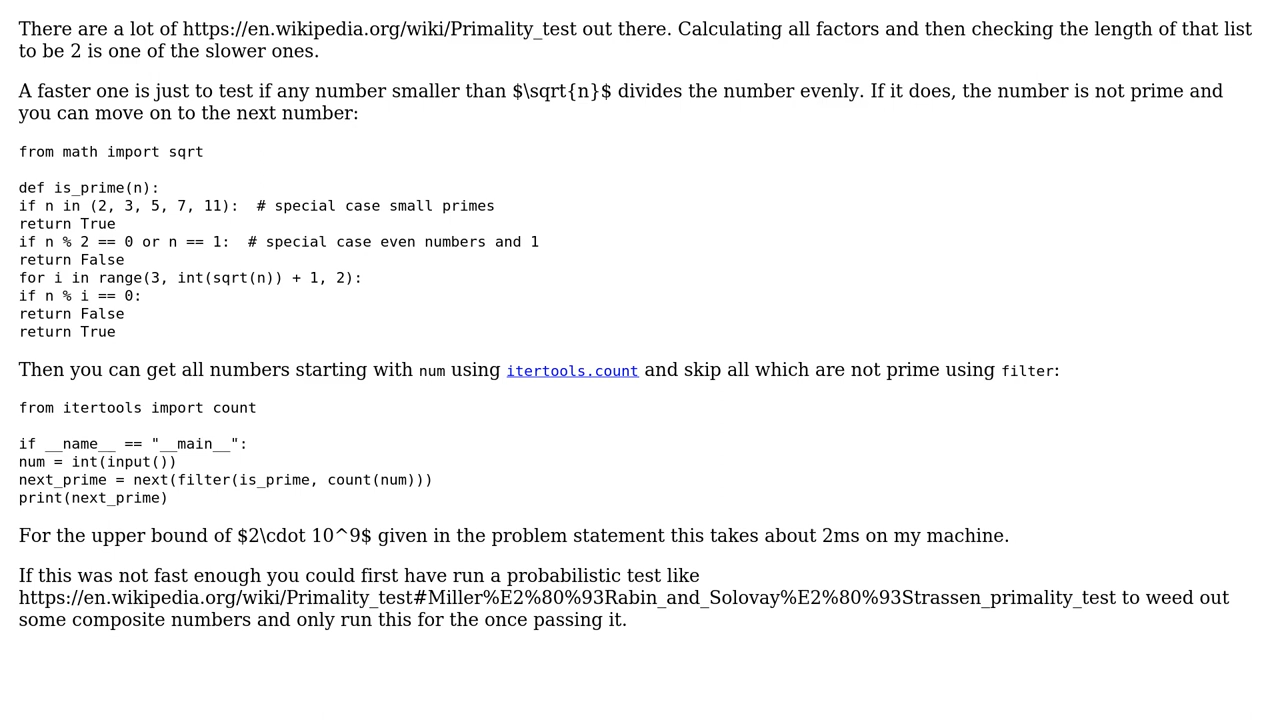 There are a lot of https://en.wikipedia.org/wiki/Primality_test out there. Calculating all factors and then checking the length of that list
to be 2 is one of the slower ones.
A faster one is just to test if any number smaller than $\sqrt{n}$ divides the number evenly. If it does, the number is not prime and
you can move on to the next number:
from math import sqrt
def is_prime(n):
if n in (2, 3, 5, 7, 11):  # special case small primes
return True
if n % 2 == 0 or n == 1:  # special case even numbers and 1
return False
for i in range(3, int(sqrt(n)) + 1, 2):
if n % i == 0:
return False
return True
Then you can get all numbers starting with num using itertools.count and skip all which are not prime using filter:
from itertools import count
if __name__ == "__main__":
num = int(input())
next_prime = next(filter(is_prime, count(num)))
print(next_prime)
For the upper bound of $2\cdot 10^9$ given in the problem statement this takes about 2ms on my machine.
If this was not fast enough you could first have run a probabilistic test like
https://en.wikipedia.org/wiki/Primality_test#Miller%E2%80%93Rabin_and_Solovay%E2%80%93Strassen_primality_test to weed out
some composite numbers and only run this for the once passing it.